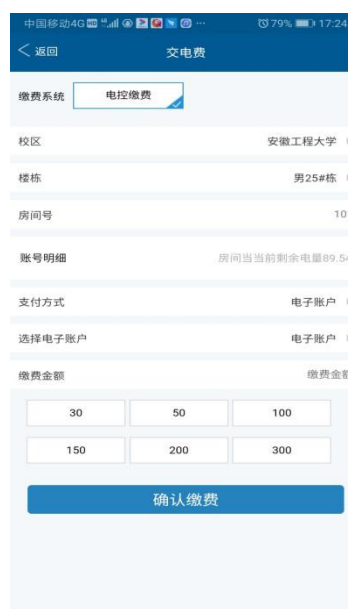 中国移动4G HD 4G ··· 79% 17:24
< 返回 交电费
缴费系统 电控缴费
校区 安徽工程大学
楼栋 男25#栋
房间号 10
账号明细 房间当当前剩余电量89.54
支付方式 电子账户
选择电子账户 电子账户
缴费金额 缴费金额
30 50 100
150 200 300
确认缴费